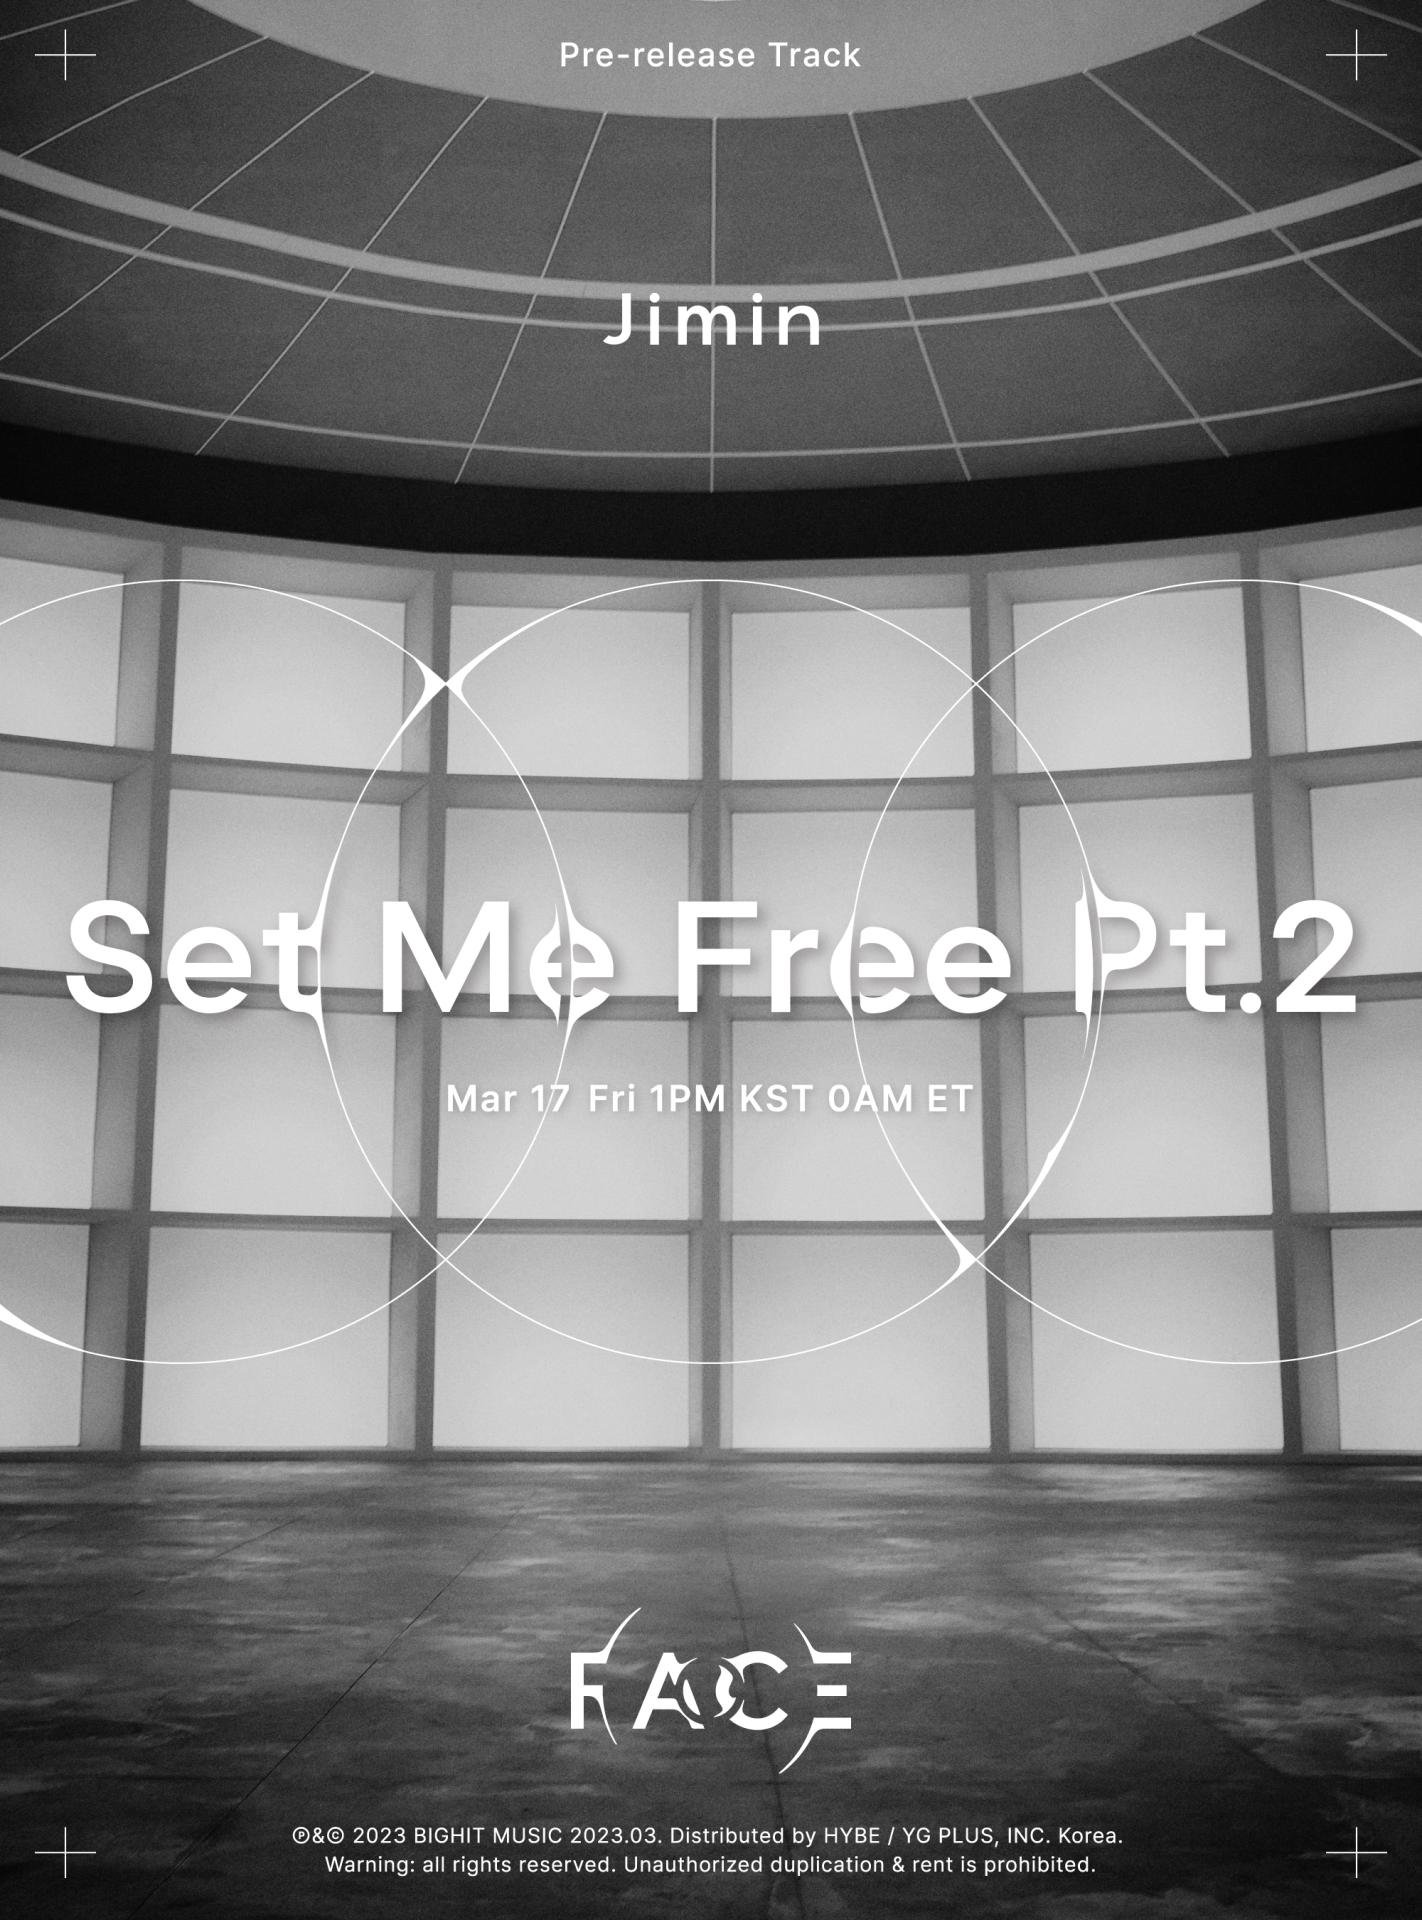 Pre-release Track
Jimin
Set Me Free Pt.2
Mar 17 Fri 1PM KST 0AM ET
FACE
℗&© 2023 BIGHIT MUSIC 2023.03. Distributed by HYBE / YG PLUS, INC. Korea.
Warning: all rights reserved. Unauthorized duplication & rent is prohibited.